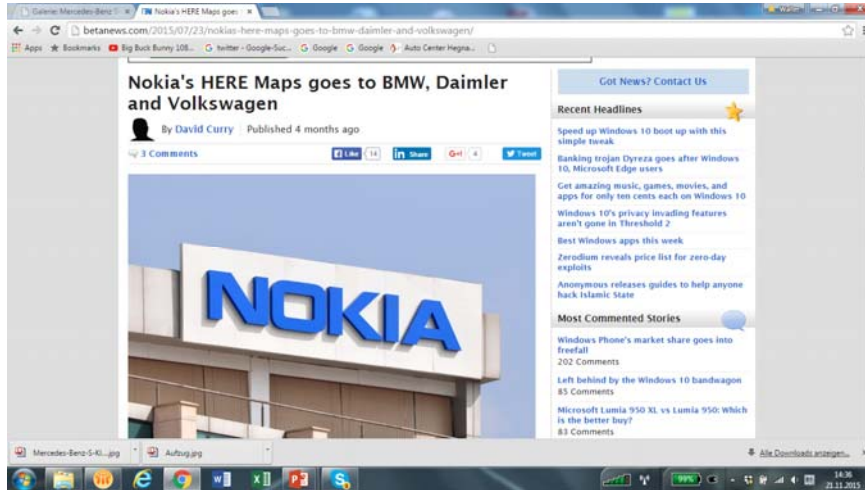 Galerie: Mercedes-Benz S-
Nokia's HERE Maps goes
betanews.com/2015/07/23/nokias-here-maps-goes-to-bmw-daimler-and-volkswagen/
Apps
Bookmarks
Big Buck Bunny 108...
twitter - Google-Suc...
Google
Google
Auto Center Hegna...
Nokia's HERE Maps goes to BMW, Daimler
and Volkswagen
By David Curry
Published 4 months ago
3 Comments
Like
14
in Share
G+1
4
Tweet
NOKIA
Got News? Contact Us
Recent Headlines
Speed up Windows 10 boot up with this
simple tweak
Banking trojan Dyreza goes after Windows
10, Microsoft Edge users
Get amazing music, games, movies, and
apps for only ten cents each on Windows 10
Windows 10's privacy invading features
aren't gone in Threshold 2
Best Windows apps this week
Zerodium reveals price list for zero-day
exploits
Anonymous releases guides to help anyone
hack Islamic State
Most Commented Stories
Windows Phone's market share goes into
freefall
202 Comments
Left behind by the Windows 10 bandwagon
85 Comments
Microsoft Lumia 950 XL vs Lumia 950: Which
is the better buy?
83 Comments
Mercedes-Benz-S-Kl....jpg
Aufzug.jpg
Alle Downloads anzeigen...
99%
14:36
21.11.2015